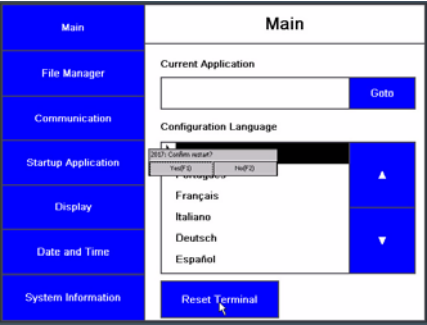 Main
File Manager
Communication
Startup Application
Display
Date and Time
System Information
Main
Current Application
Goto
Configuration Language
2017: Confirm restart?
Yes(F1) No(F2)
Português
Français
Italiano
Deutsch
Español
Reset Terminal